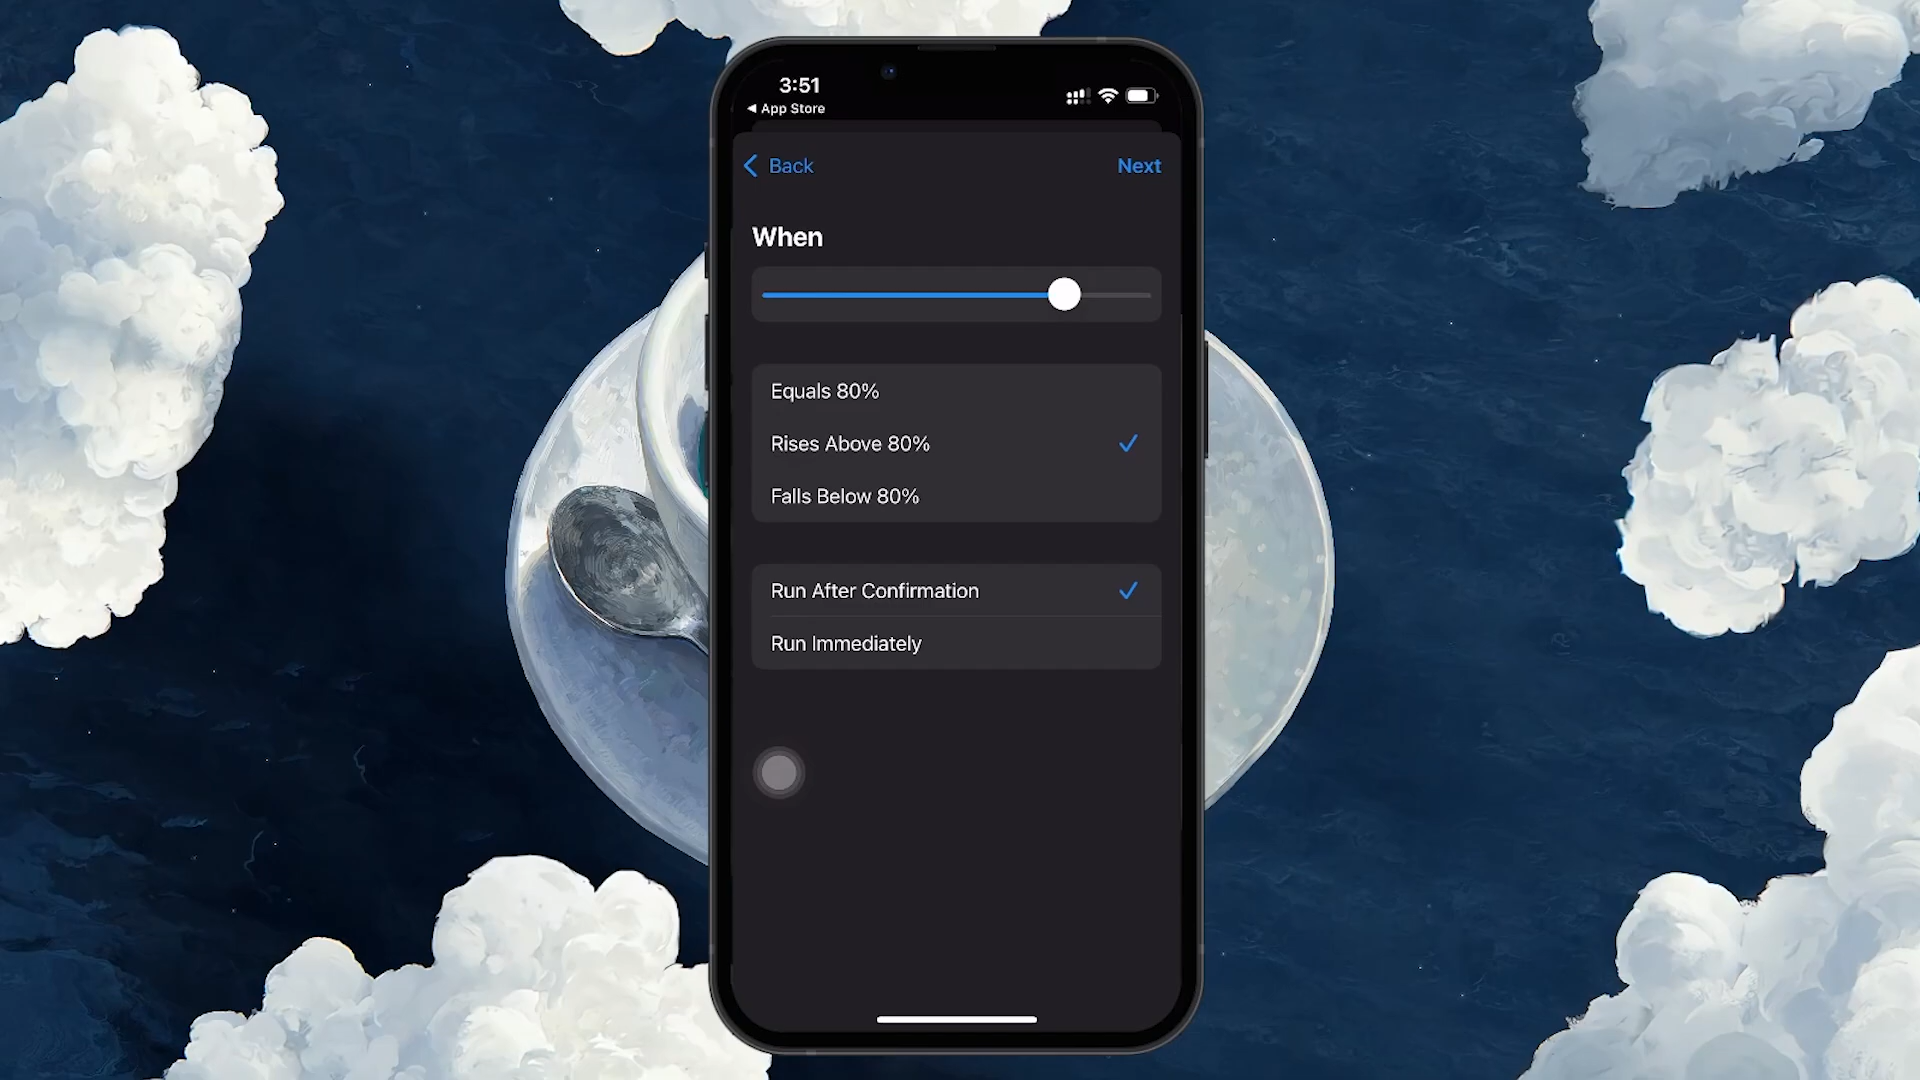 3:51
◀ App Store
Back
Next
When
Equals 80%
Rises Above 80%
Falls Below 80%
Run After Confirmation
Run Immediately